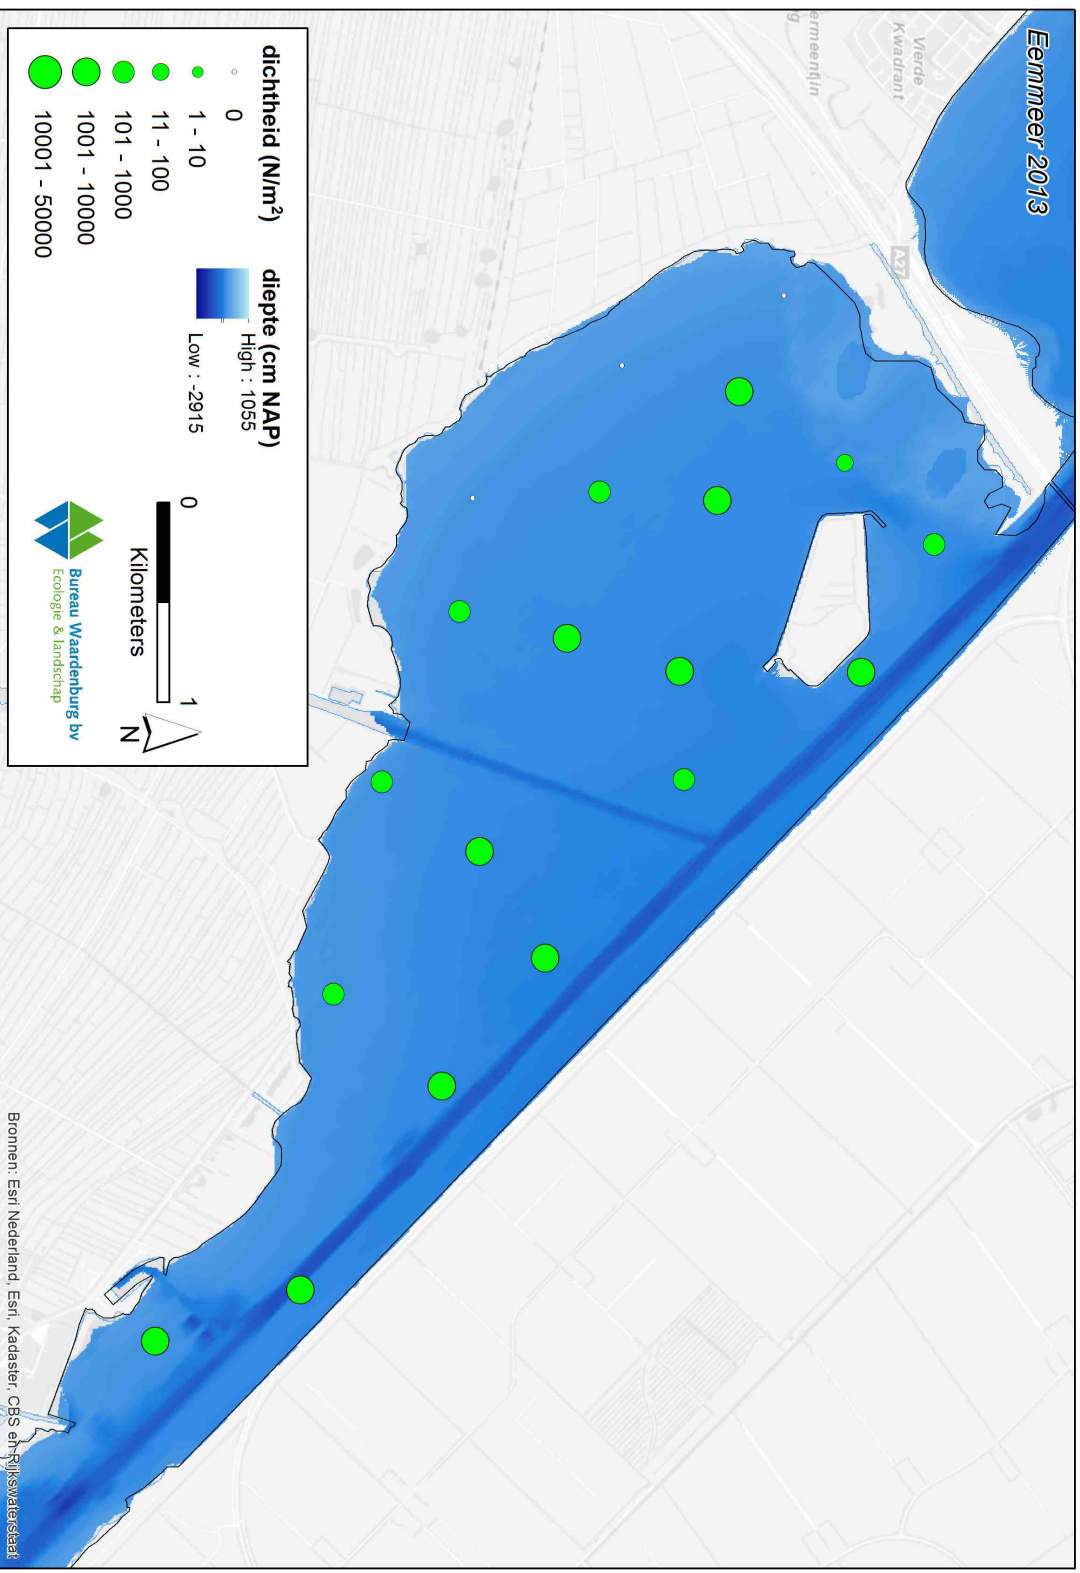 Eemmeer 2013
Vierde
Kwadrant
ermeent in
g
A27
dichtheid (N/m²)
0
1 - 10
11 - 100
101 - 1000
1001 - 10000
10001 - 50000
diepte (cm NAP)
High : 1055
Low : -2915
0 1
Kilometers
N
Bureau Waardenburg bv
Ecologie & landschap
Bronnen: Esri Nederland, Esri, Kadaster, CBS en Rijkswaterstaat